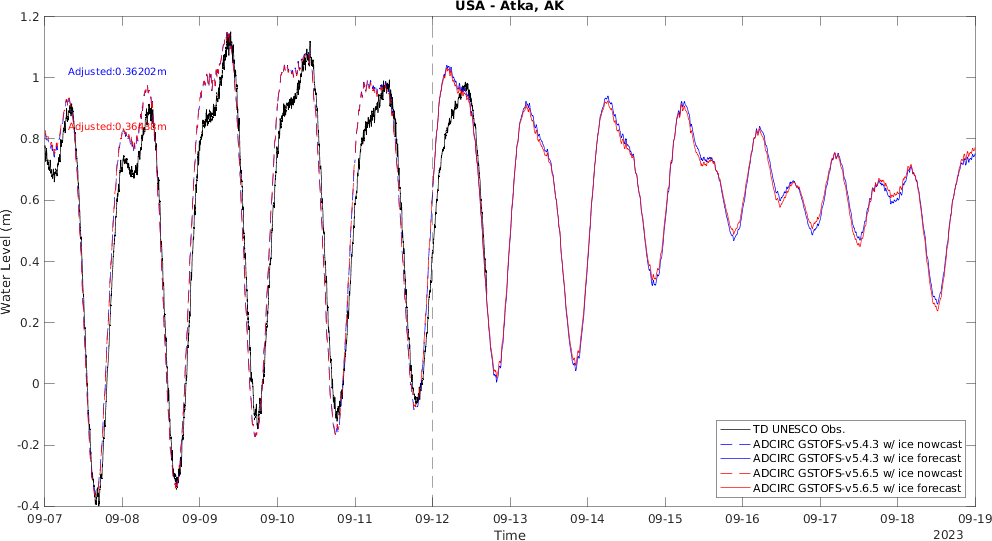 USA - Atka, AK
1.2
1
0.8
0.6
0.4
0.2
0
-0.2
-0.4
Water Level (m)
Adjusted:0.36202m
09-07
09-08
09-09
09-10
09-11
09-12
09-13
09-14
09-15
09-16
09-17
09-18
09-19
Time
2023
TD UNESCO Obs.
ADCIRC GSTOFS-v5.4.3 w/ ice nowcast
ADCIRC GSTOFS-v5.4.3 w/ ice forecast
ADCIRC GSTOFS-v5.6.5 w/ ice nowcast
ADCIRC GSTOFS-v5.6.5 w/ ice forecast